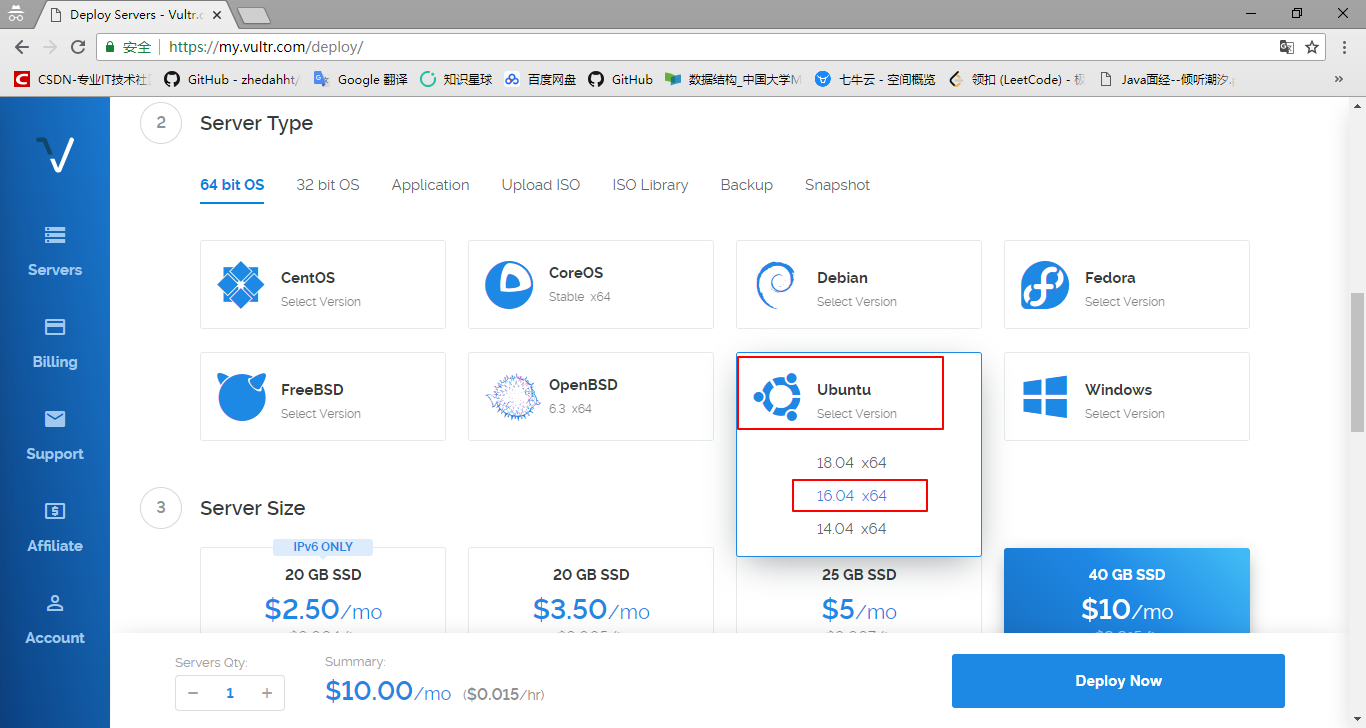 Deploy Servers - Vultr.c
安全 https://my.vultr.com/deploy/
CSDN-专业IT技术社 GitHub - zhedahht/ Google 翻译 知识星球 百度网盘 GitHub 数据结构_中国大学M 七牛云 - 空间概览 领扣 (LeetCode) - 极 Java面经--倾听潮汐.
2 Server Type
64 bit OS 32 bit OS Application Upload ISO ISO Library Backup Snapshot
Servers
Billing
Support
Affiliate
Account
CentOS
Select Version
CoreOS
Stable x64
Debian
Select Version
Fedora
Select Version
FreeBSD
Select Version
OpenBSD
6.3 x64
Ubuntu
Select Version
18.04 x64
16.04 x64
14.04 x64
Windows
Select Version
3 Server Size
IPv6 ONLY
20 GB SSD
$2.50/mo
20 GB SSD
$3.50/mo
25 GB SSD
$5/mo
40 GB SSD
$10/mo
Servers Qty:
− 1 +
Summary:
$10.00/mo ($0.015/hr)
Deploy Now